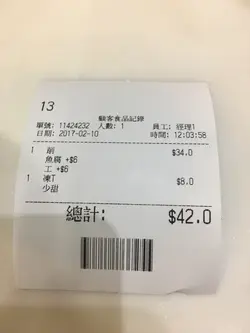 13
顧客食品記錄
單號: 11424232 人數: 1 員工: 經理1
日期: 2017-02-10 時間: 12:03:58
1 前 $34.0
魚腐 +$6
工 +$6
1 凍T $8.0
少甜
總計: $42.0